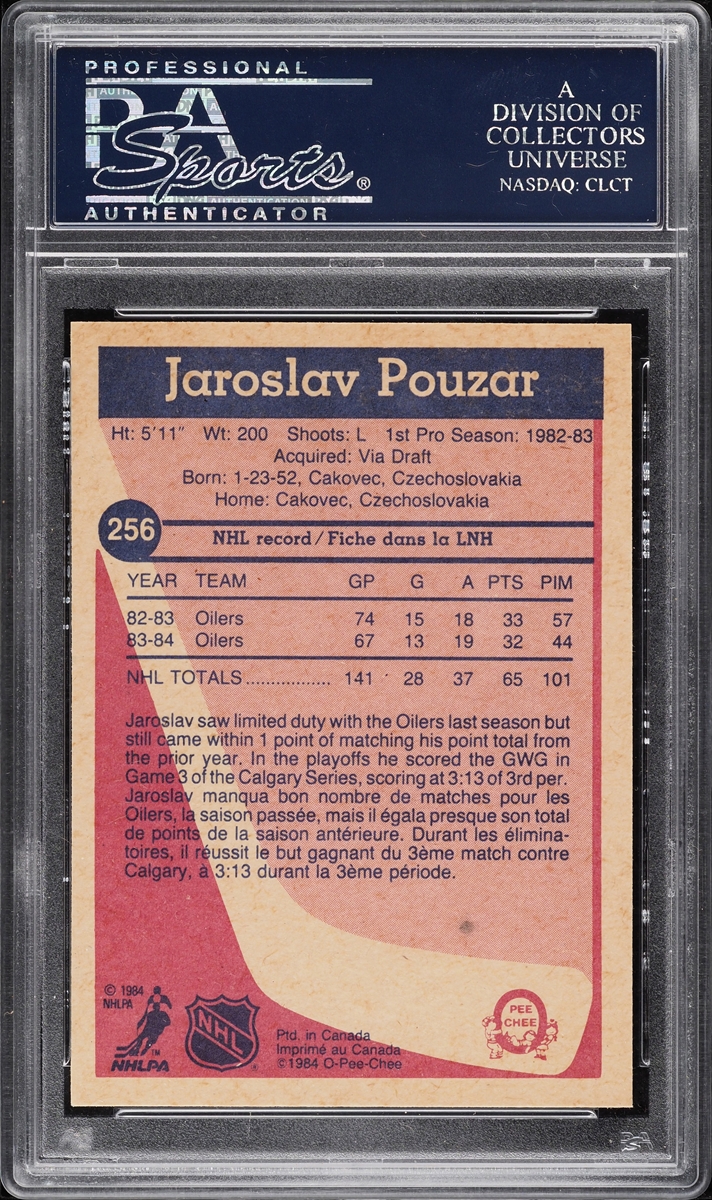 PROFESSIONAL
PSA
Sports®
AUTHENTICATOR
A
DIVISION OF
COLLECTORS
UNIVERSE
NASDAQ: CLCT
Jaroslav Pouzar
Ht: 5'11" Wt: 200 Shoots: L 1st Pro Season: 1982-83
Acquired: Via Draft
Born: 1-23-52, Cakovec, Czechoslovakia
Home: Cakovec, Czechoslovakia
256
NHL record/Fiche dans la LNH
YEAR TEAM GP G A PTS PIM
82-83 Oilers 74 15 18 33 57
83-84 Oilers 67 13 19 32 44
NHL TOTALS................. 141 28 37 65 101
Jaroslav saw limited duty with the Oilers last season but
still came within 1 point of matching his point total from
the prior year. In the playoffs he scored the GWG in
Game 3 of the Calgary Series, scoring at 3:13 of 3rd per.
Jaroslav manqua bon nombre de matches pour les
Oilers, la saison passée, mais il égala presque son total
de points de la saison antérieure. Durant les élimina-
toires, il réussit le but gagnant du 3ème match contre
Calgary, à 3:13 durant la 3ème période.
© 1984
NHLPA
TM
NHLPA
NHL
®
Ptd. in Canada
Imprimé au Canada
©1984 O-Pee-Chee
PEE
CHEE
PSA